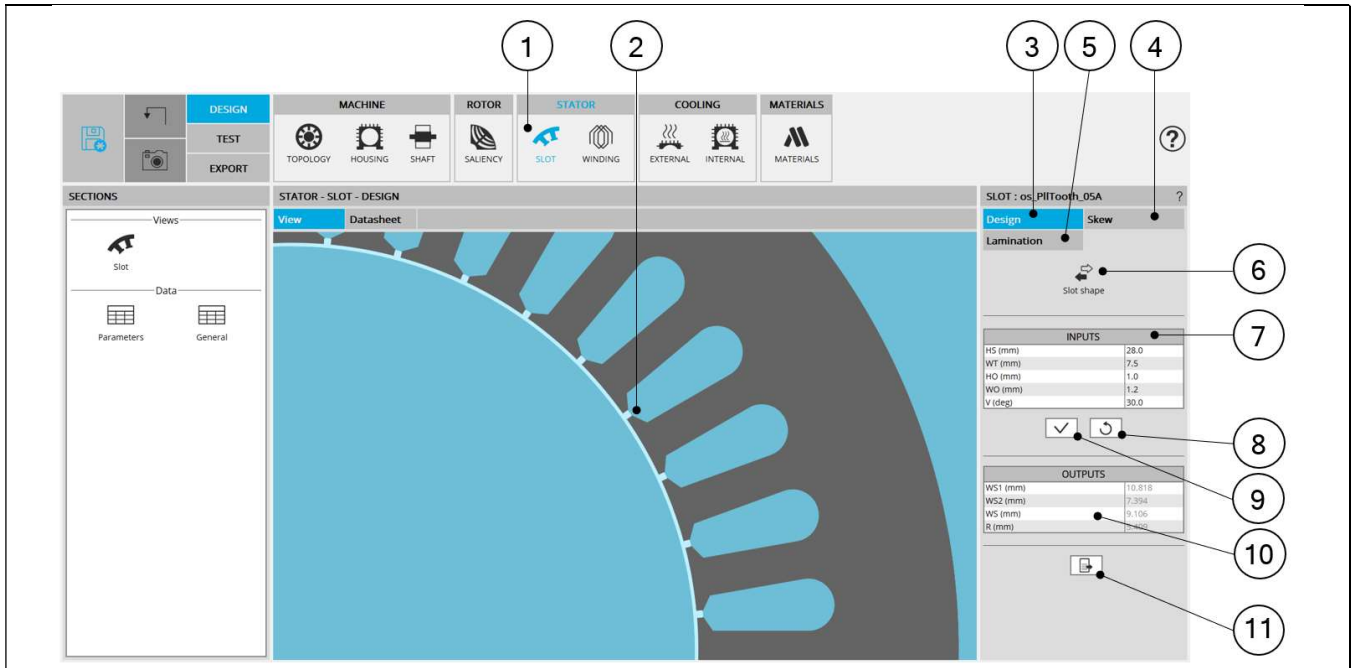 1 2 3 5 4
DESIGN MACHINE ROTOR STATOR COOLING MATERIALS
TEST
EXPORT
TOPOLOGY HOUSING SHAFT SALIENCY SLOT WINDING EXTERNAL INTERNAL MATERIALS
?
SECTIONS STATOR - SLOT - DESIGN SLOT : os_PllTooth_05A ?
Views View Datasheet Design Skew
Lamination
Slot
Data
Parameters General
Slot shape
6
7
INPUTS
HS (mm) 28.0
WT (mm) 7.5
HO (mm) 1.0
WO (mm) 1.2
V (deg) 30.0
8
9
OUTPUTS
WS1 (mm) 10.818
WS2 (mm) 7.394
WS (mm) 9.106
R (mm)
10
11